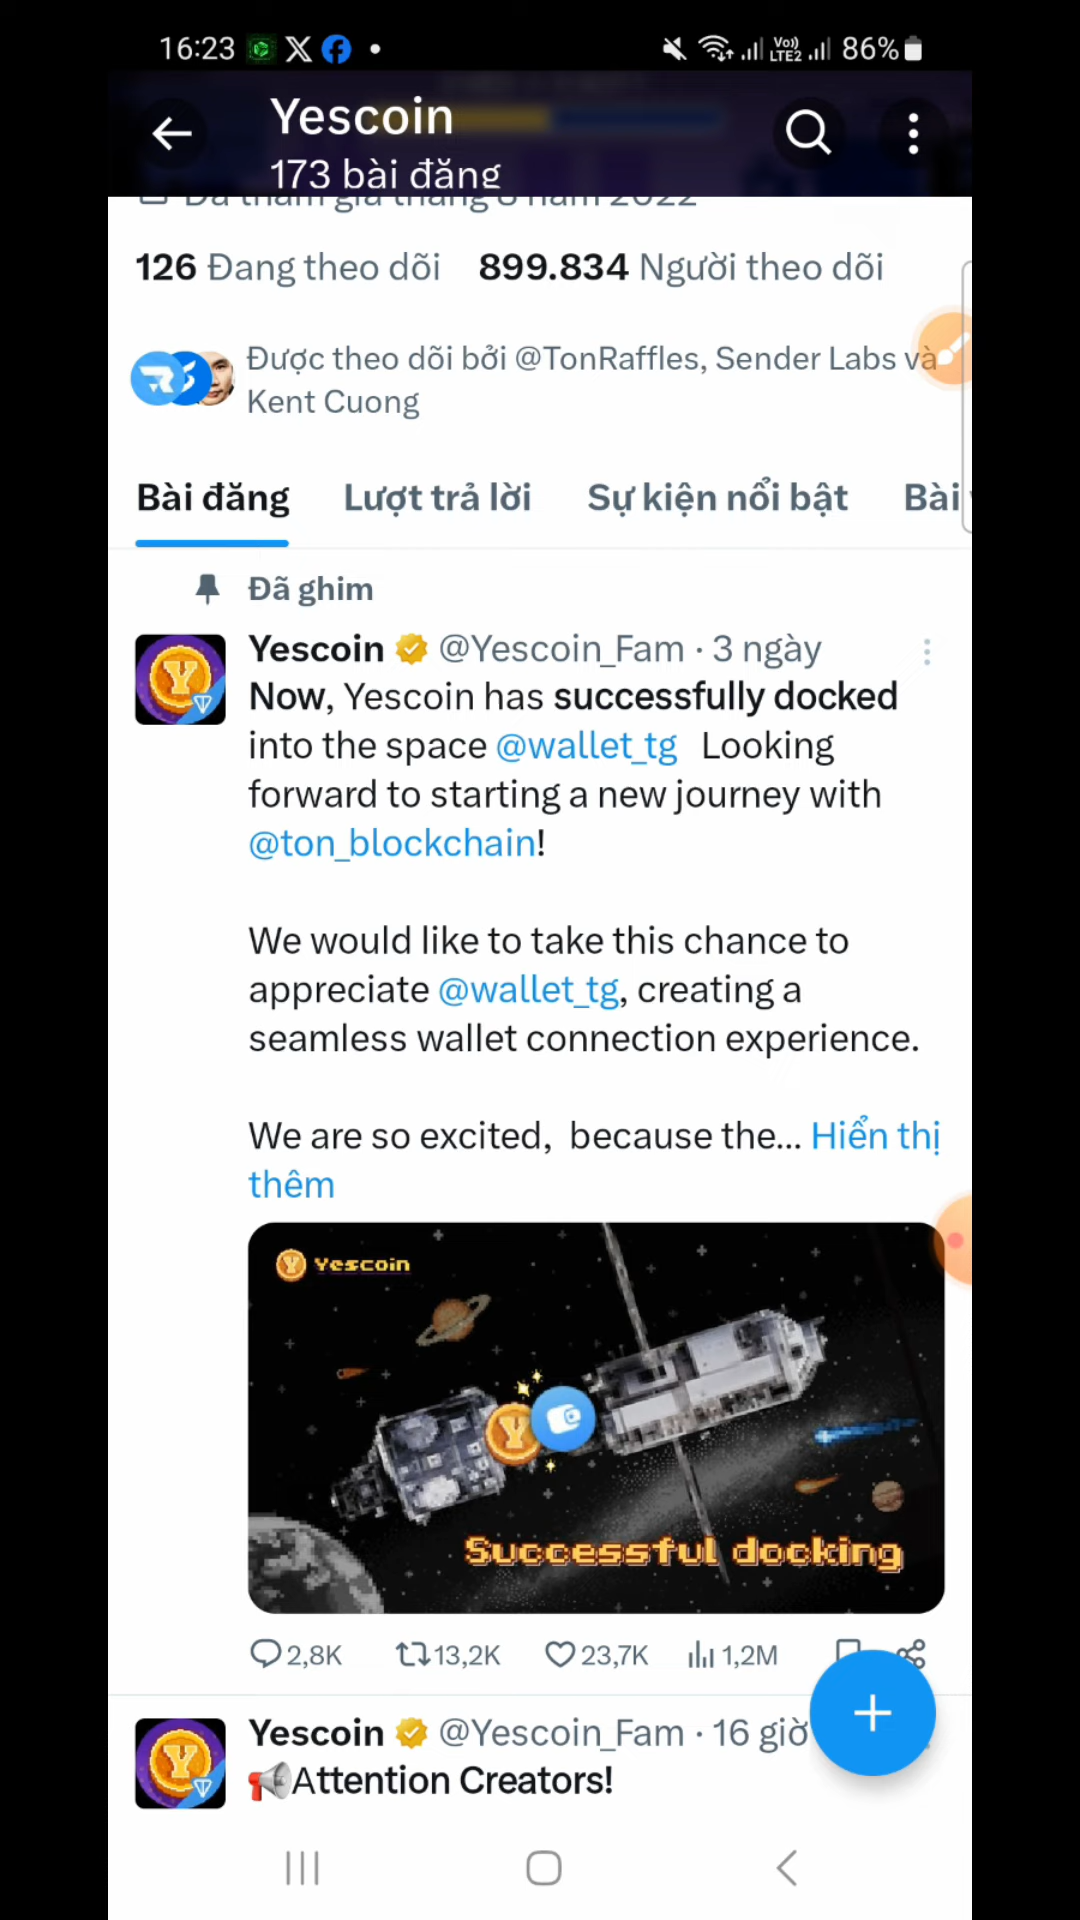 16:23
Vo)) LTE2 86%
Yescoin
173 bài đăng
Đã tham gia tháng 8 năm 2022
126 Đang theo dõi 899.834 Người theo dõi
Được theo dõi bởi @TonRaffles, Sender Labs và
Kent Cuong
Bài đăng Lượt trả lời Sự kiện nổi bật Bài
Đã ghim
Yescoin @Yescoin_Fam · 3 ngày
Now, Yescoin has successfully docked
into the space @wallet_tg Looking
forward to starting a new journey with
@ton_blockchain!
We would like to take this chance to
appreciate @wallet_tg, creating a
seamless wallet connection experience.
We are so excited, because the... Hiển thị
thêm
Yescoin
Successful docking
2,8K 13,2K 23,7K 1,2M
Yescoin @Yescoin_Fam · 16 giờ
Attention Creators!